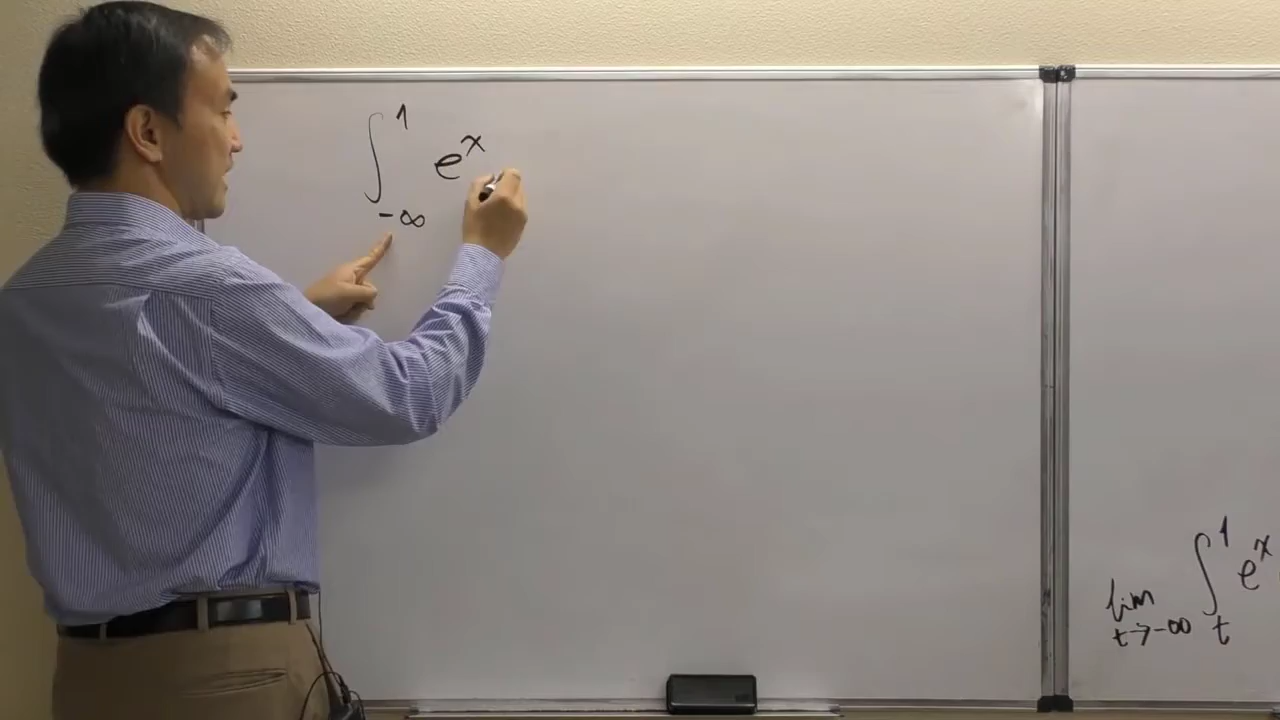 ∫₋∞¹ eˣ
lim t→-∞ ∫ₜ¹ eˣ